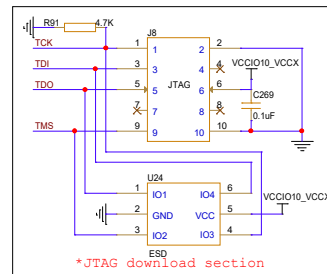 R91 4.7K
TCK J8
1 1 2 2
TDI VCCIO10_VCCX
3 3 4 4
TDO JTAG
5 5 6 6
C269
7 7 8 8
0.1uF
TMS 9 9 10 10
U24
1 IO1 IO4 6
VCCIO10_VCCX
2 GND VCC 5
3 IO2 IO3 4
ESD
*JTAG download section